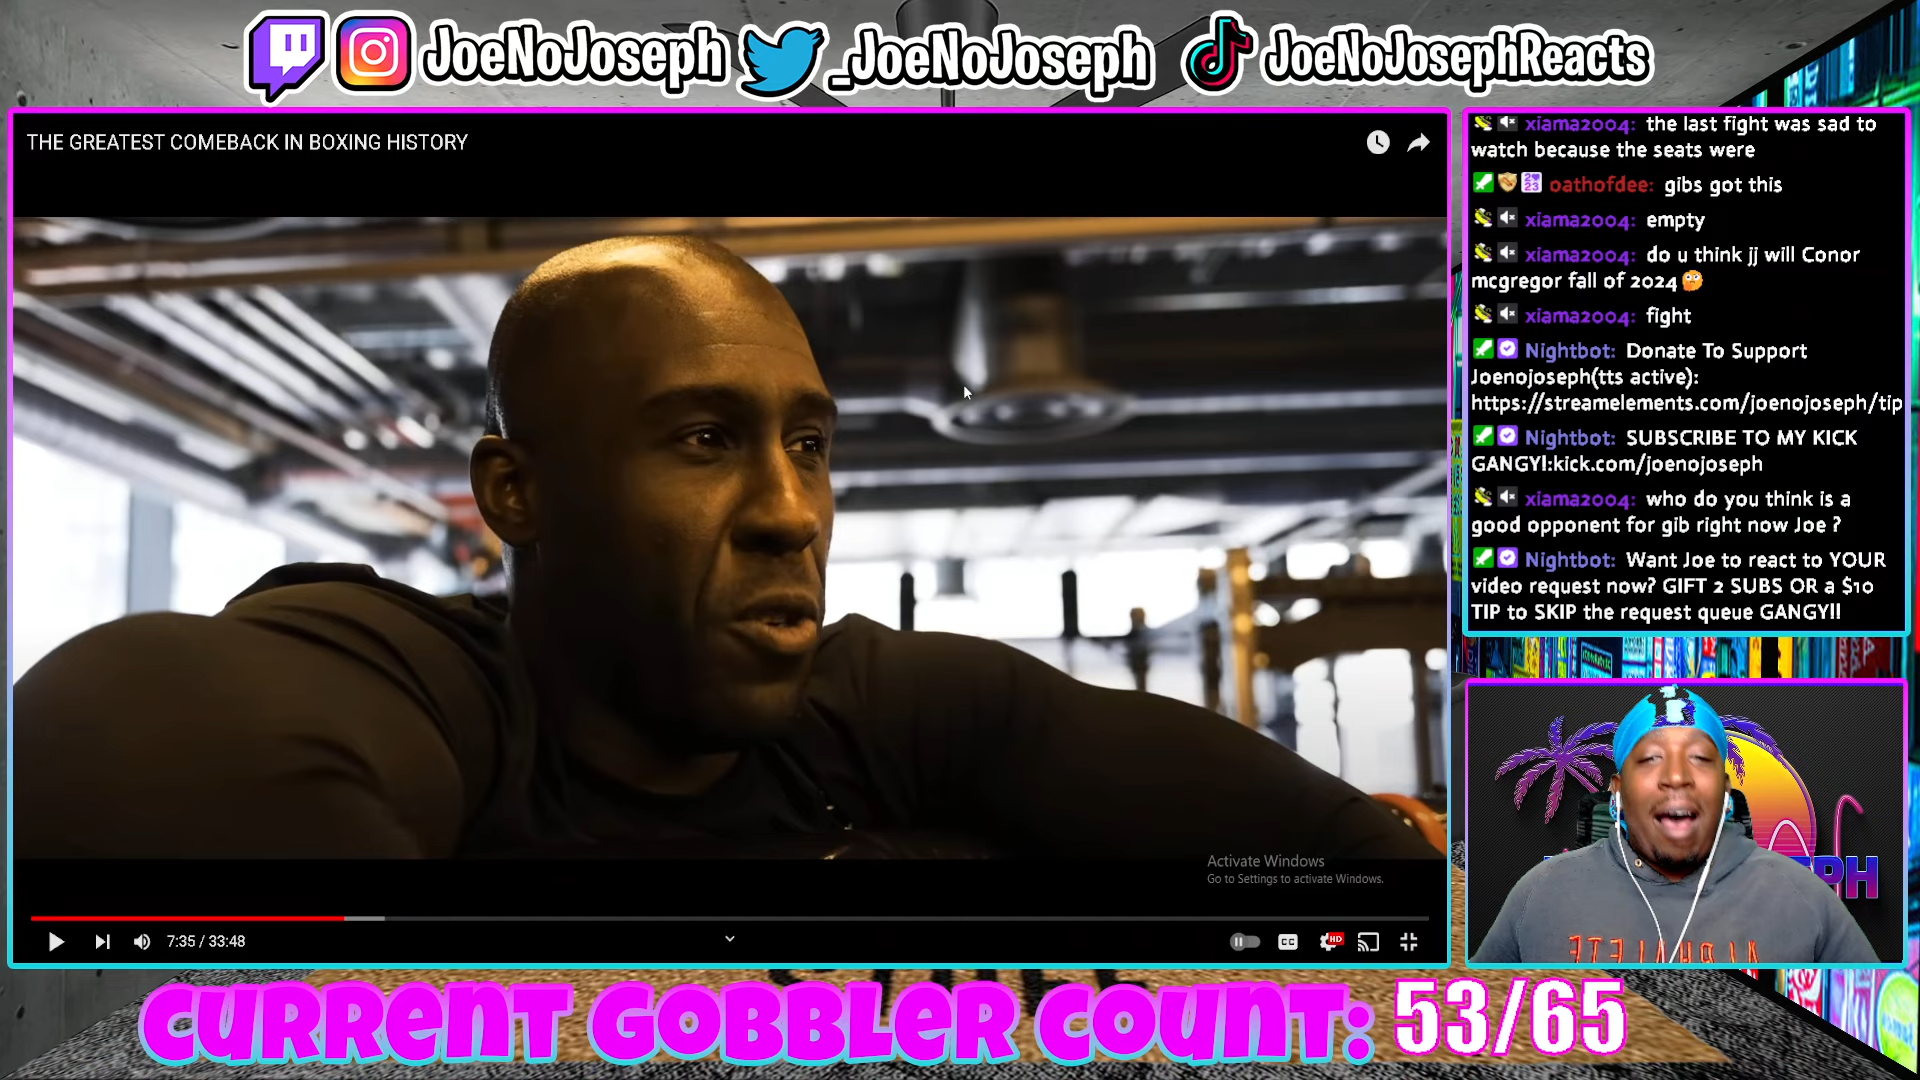 JoeNoJoseph _JoeNoJoseph JoeNoJosephReacts
THE GREATEST COMEBACK IN BOXING HISTORY
xiama2004: the last fight was sad to
watch because the seats were
oathofdee: gibs got this
xiama2004: empty
xiama2004: do u think jj will Conor
mcgregor fall of 2024
xiama2004: fight
Nightbot: Donate To Support
Joenojoseph(tts active):
https://streamelements.com/joenojoseph/tip
Nightbot: SUBSCRIBE TO MY KICK
GANGY!:kick.com/joenojoseph
xiama2004: who do you think is a
good opponent for gib right now Joe ?
Nightbot: Want Joe to react to YOUR
video request now? GIFT 2 SUBS OR a $10
TIP to SKIP the request queue GANGY!!
Activate Windows
Go to Settings to activate Windows.
7:35 / 33:48
CC
HD
PH
ALPHALETE
CURRENT GOBBLER COUNT: 53/65